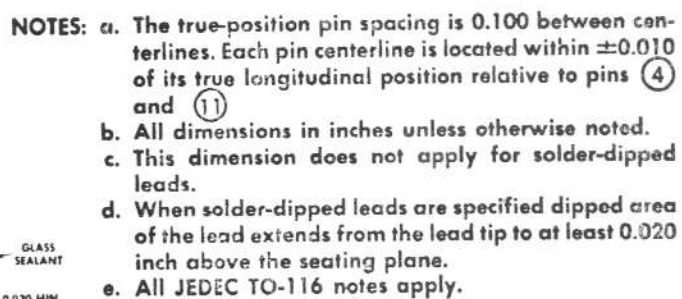 NOTES: a. The true-position pin spacing is 0.100 between cen-
terlines. Each pin centerline is located within ±0.010
of its true longitudinal position relative to pins ④
and ⑪
b. All dimensions in inches unless otherwise noted.
c. This dimension does not apply for solder-dipped
leads.
d. When solder-dipped leads are specified dipped area
of the lead extends from the lead tip to at least 0.020
inch above the seating plane.
e. All JEDEC TO-116 notes apply.
GLASS
SEALANT